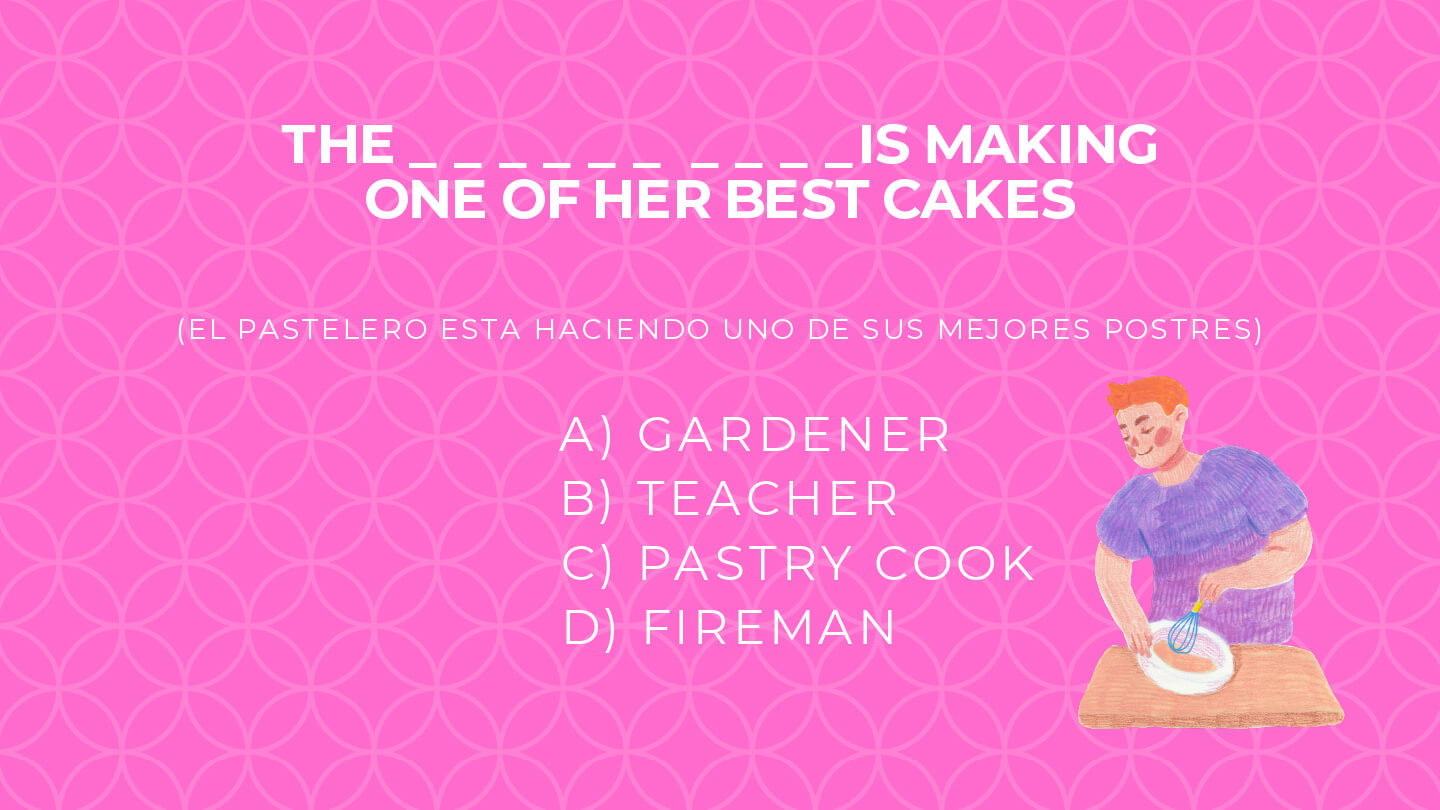 THE _ _ _ _ _ _ _ _ _ _ IS MAKING
ONE OF HER BEST CAKES
(EL PASTELERO ESTA HACIENDO UNO DE SUS MEJORES POSTRES)
A) GARDENER
B) TEACHER
C) PASTRY COOK
D) FIREMAN